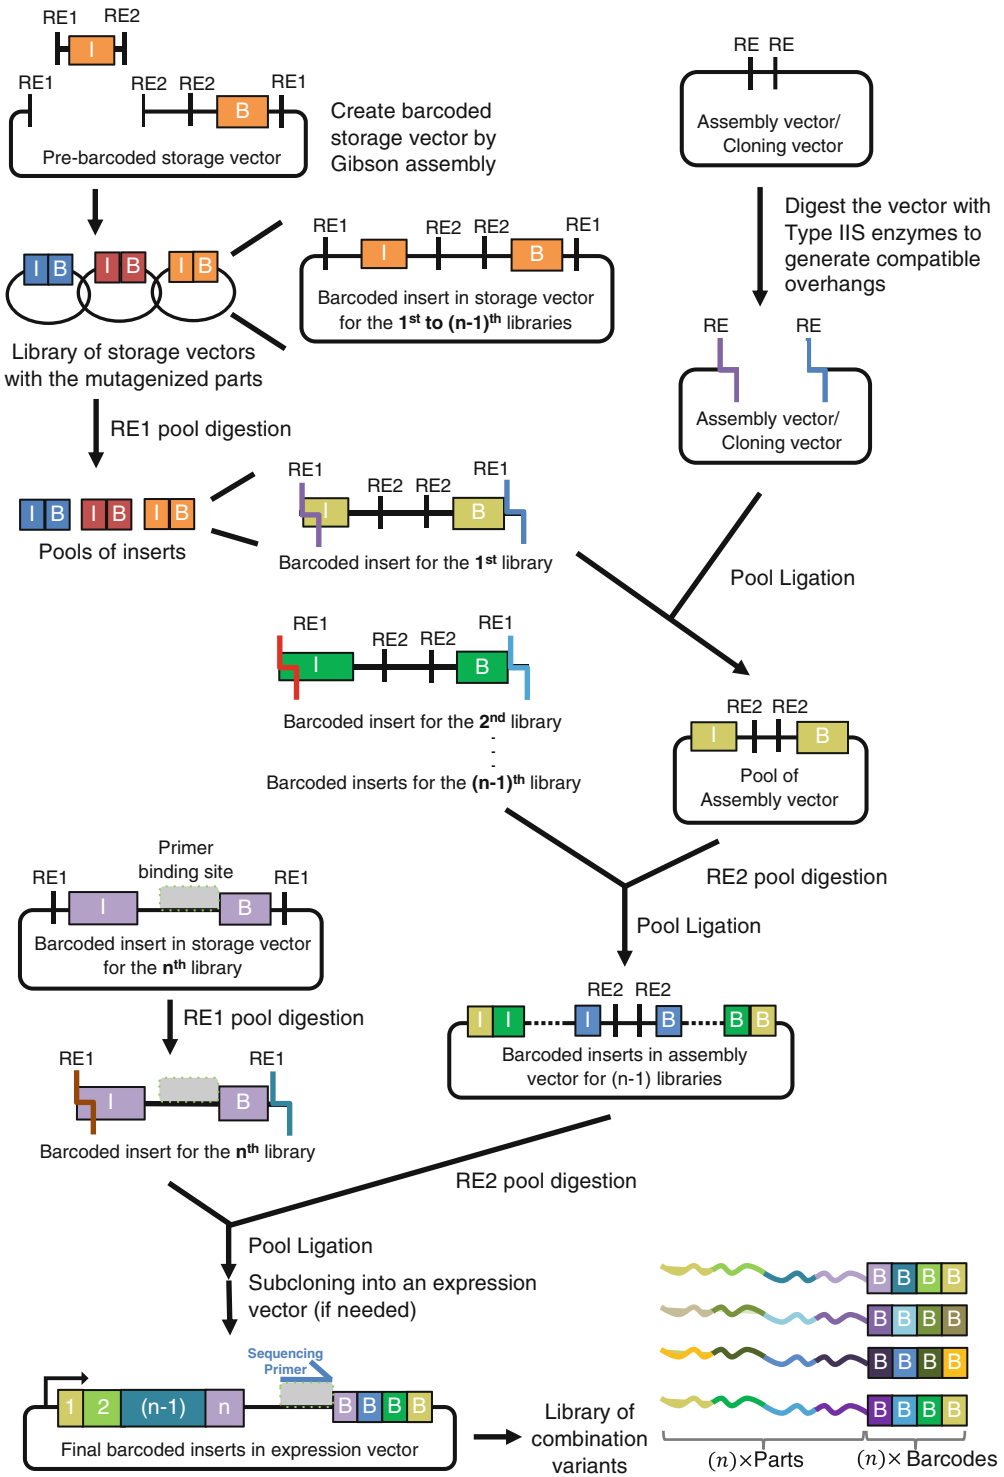 RE1 RE2
I
RE1 RE2 RE2 RE1
B
Pre-barcoded storage vector
Create barcoded
storage vector by
Gibson assembly
RE RE
Assembly vector/
Cloning vector
Digest the vector with
Type IIS enzymes to
generate compatible
overhangs
I B I B I B
Library of storage vectors
with the mutagenized parts
RE1 RE2 RE2 RE1
I B
Barcoded insert in storage vector
for the 1st to (n-1)th libraries
RE RE
Assembly vector/
Cloning vector
RE1 pool digestion
I B I B I B
Pools of inserts
RE1 RE2 RE2 RE1
I B
Barcoded insert for the 1st library
Pool Ligation
RE1 RE2 RE2 RE1
I B
Barcoded insert for the 2nd library
Barcoded inserts for the (n-1)th library
RE2 RE2
I B
Pool of
Assembly vector
RE2 pool digestion
Pool Ligation
Primer
binding site
RE1 RE1
I B
Barcoded insert in storage vector
for the nth library
RE1 pool digestion
RE2 RE2
I I I B B B
Barcoded inserts in assembly
vector for (n-1) libraries
RE1 RE1
I B
Barcoded insert for the nth library
RE2 pool digestion
Pool Ligation
Subcloning into an expression
vector (if needed)
Sequencing
Primer
1 2 (n-1) n B B B B
Final barcoded inserts in expression vector
Library of
combination
variants
B B B B
B B B B
B B B B
B B B B
(n)×Parts (n)× Barcodes